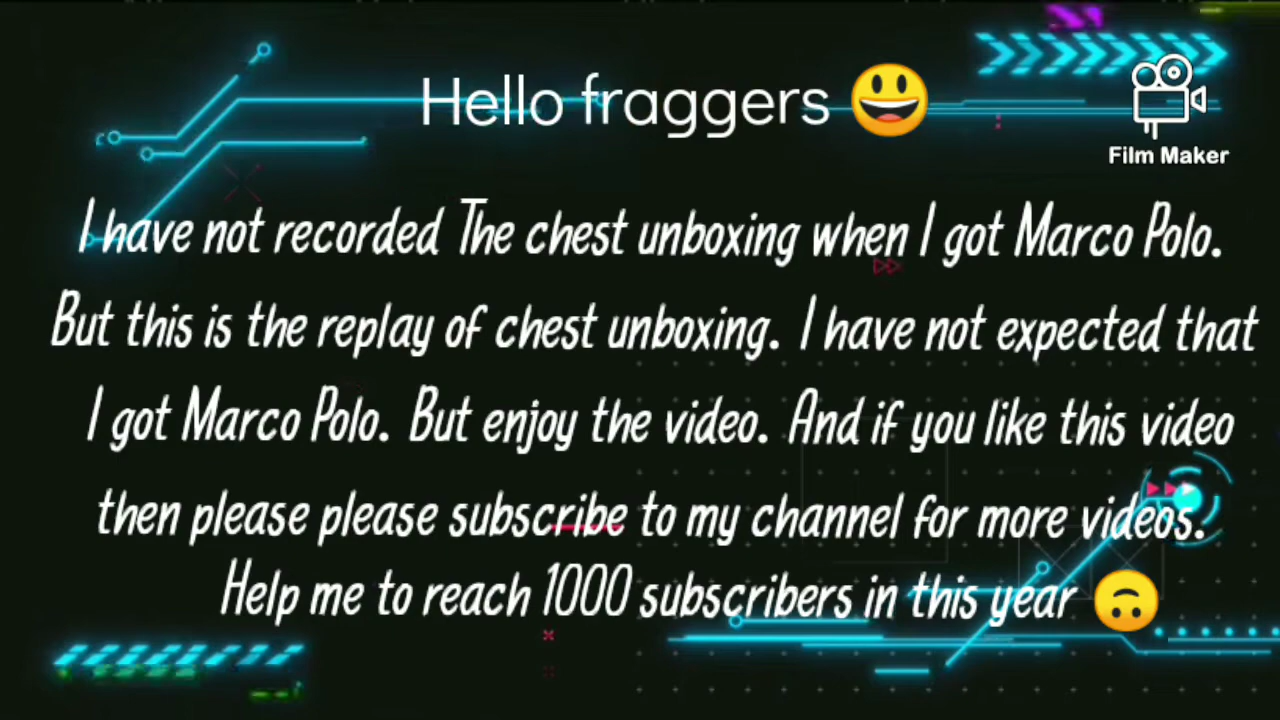 Hello fraggers 😃
Film Maker
I have not recorded The chest unboxing when I got Marco Polo.
But this is the replay of chest unboxing. I have not expected that
I got Marco Polo. But enjoy the video. And if you like this video
then please please subscribe to my channel for more videos.
Help me to reach 1000 subscribers in this year 🙃